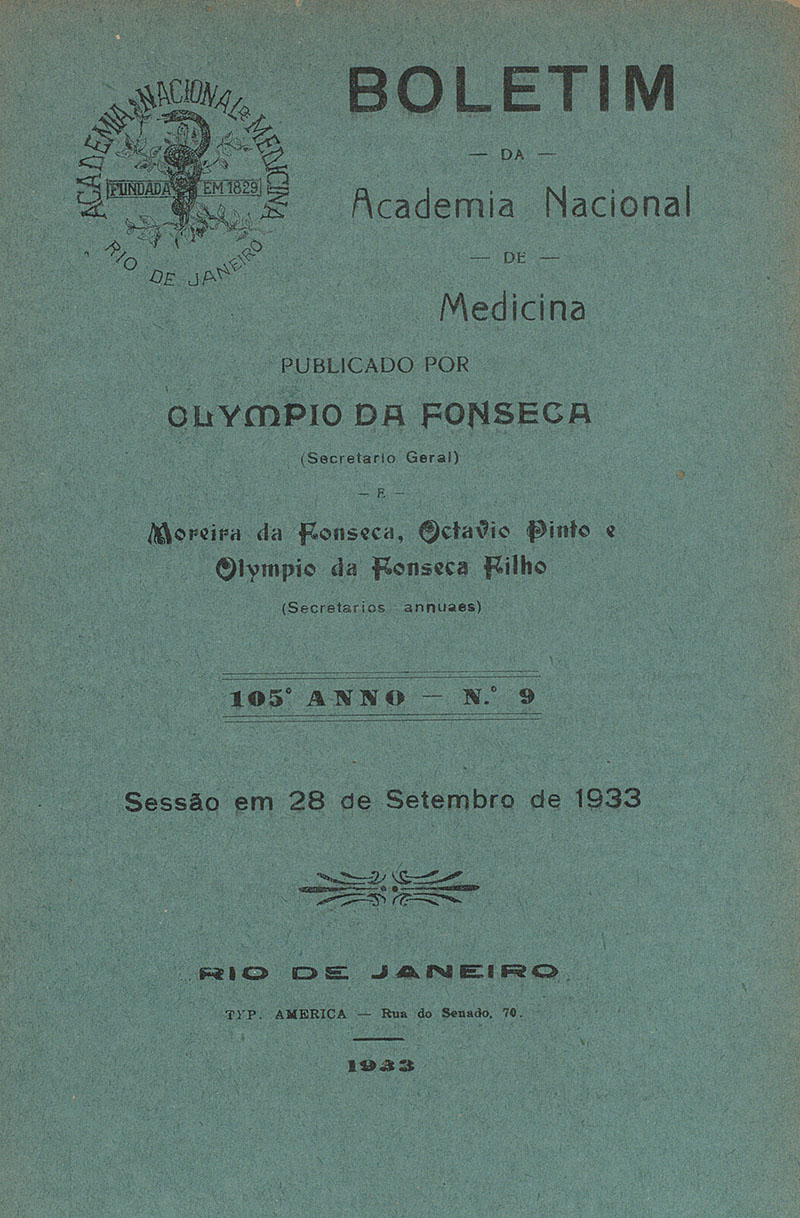 ACADEMIA NACIONAL DE MEDICINA
FUNDADA EM 1829
RIO DE JANEIRO
BOLETIM
— DA —
Academia Nacional
— DE —
Medicina
PUBLICADO POR
OLYMPIO DA FONSECA
(Secretario Geral)
— E —
Moreira da Fonseca, Octavio Pinto e
Olympio da Fonseca Filho
(Secretarios annuaes)
105° ANNO — N.° 9
Sessão em 28 de Setembro de 1933
RIO DE JANEIRO
TYP. AMERICA — Rua do Senado, 70.
1933